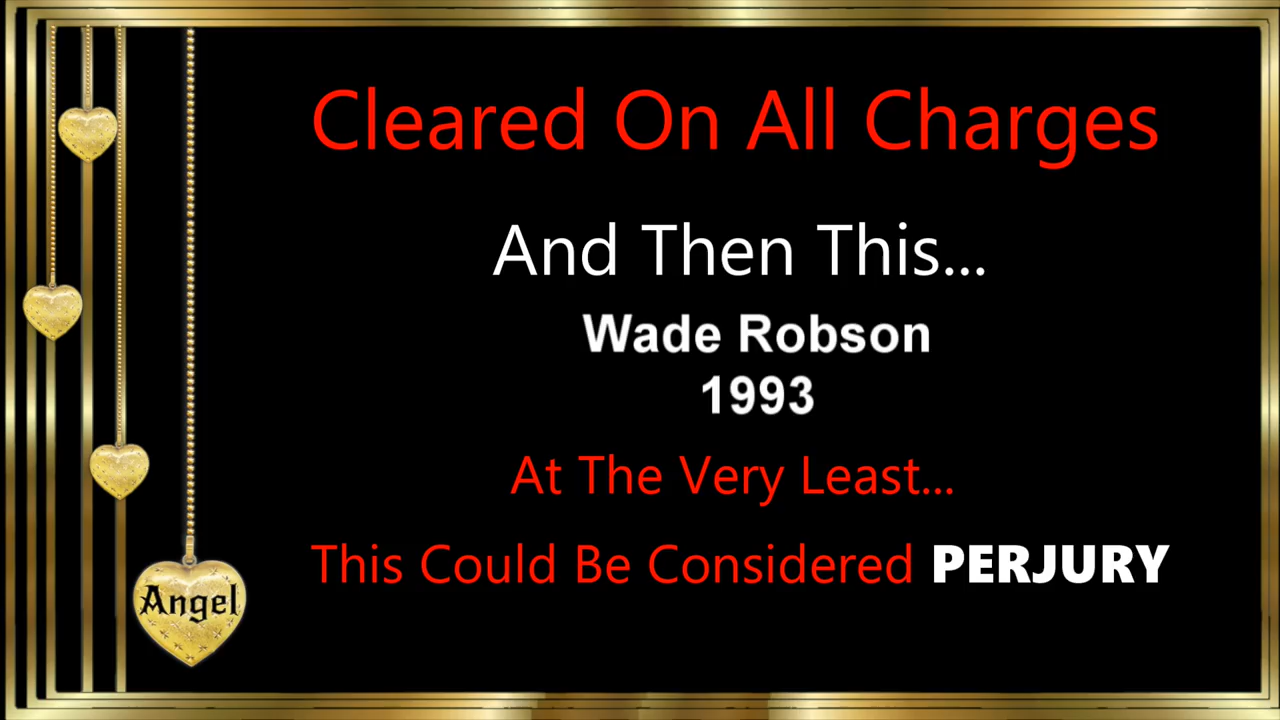 Cleared On All Charges
And Then This...
Wade Robson
1993
At The Very Least...
This Could Be Considered PERJURY
Angel